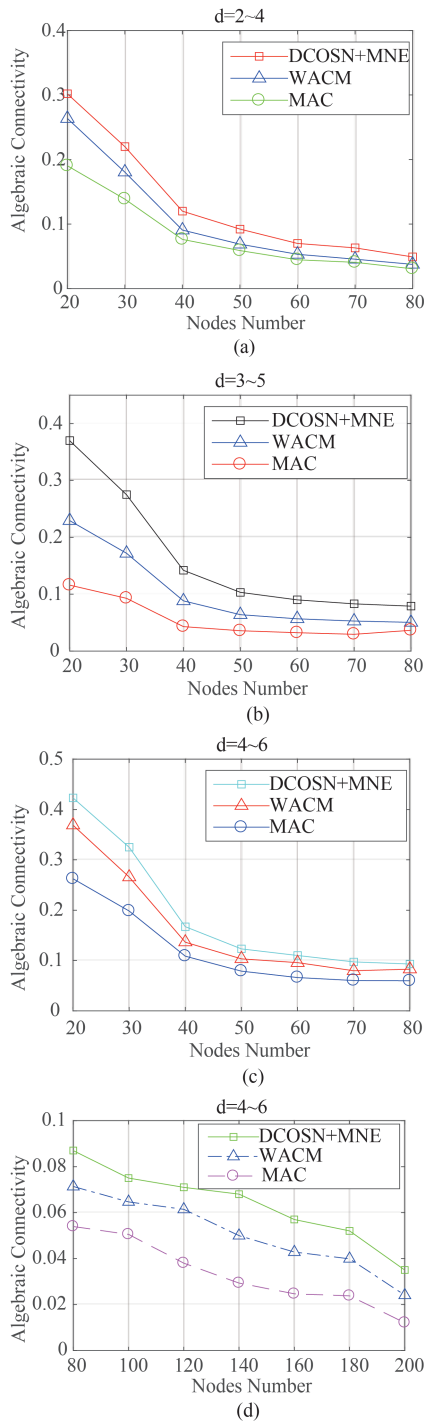 d=2~4
0.4
0.3
0.2
0.1
0
Algebraic Connectivity
DCOSN+MNE
WACM
MAC
20 30 40 50 60 70 80
Nodes Number
(a)
d=3~5
0.4
0.3
0.2
0.1
0
Algebraic Connectivity
DCOSN+MNE
WACM
MAC
20 30 40 50 60 70 80
Nodes Number
(b)
d=4~6
0.5
0.4
0.3
0.2
0.1
0
Algebraic Connectivity
DCOSN+MNE
WACM
MAC
20 30 40 50 60 70 80
Nodes Number
(c)
d=4~6
0.1
0.08
0.06
0.04
0.02
0
Algebraic Connectivity
DCOSN+MNE
WACM
MAC
80 100 120 140 160 180 200
Nodes Number
(d)